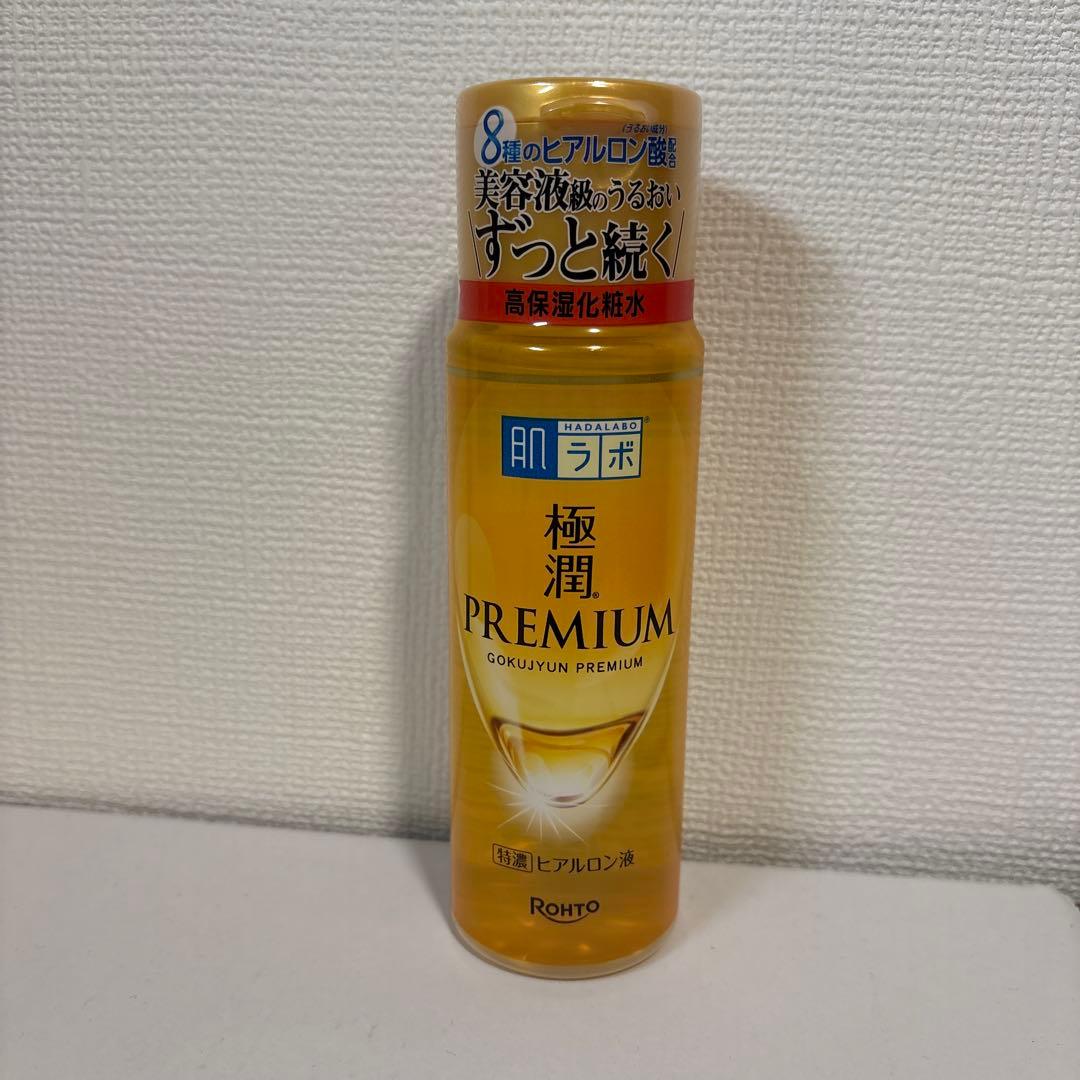 (うるおい成分)
8種のヒアルロン酸配合
美容液級のうるおい
\ずっと続く/
高保湿化粧水
HADALABO®
肌ラボ
極潤®
PREMIUM
GOKUJYUN PREMIUM
特濃 ヒアルロン液
ROHTO